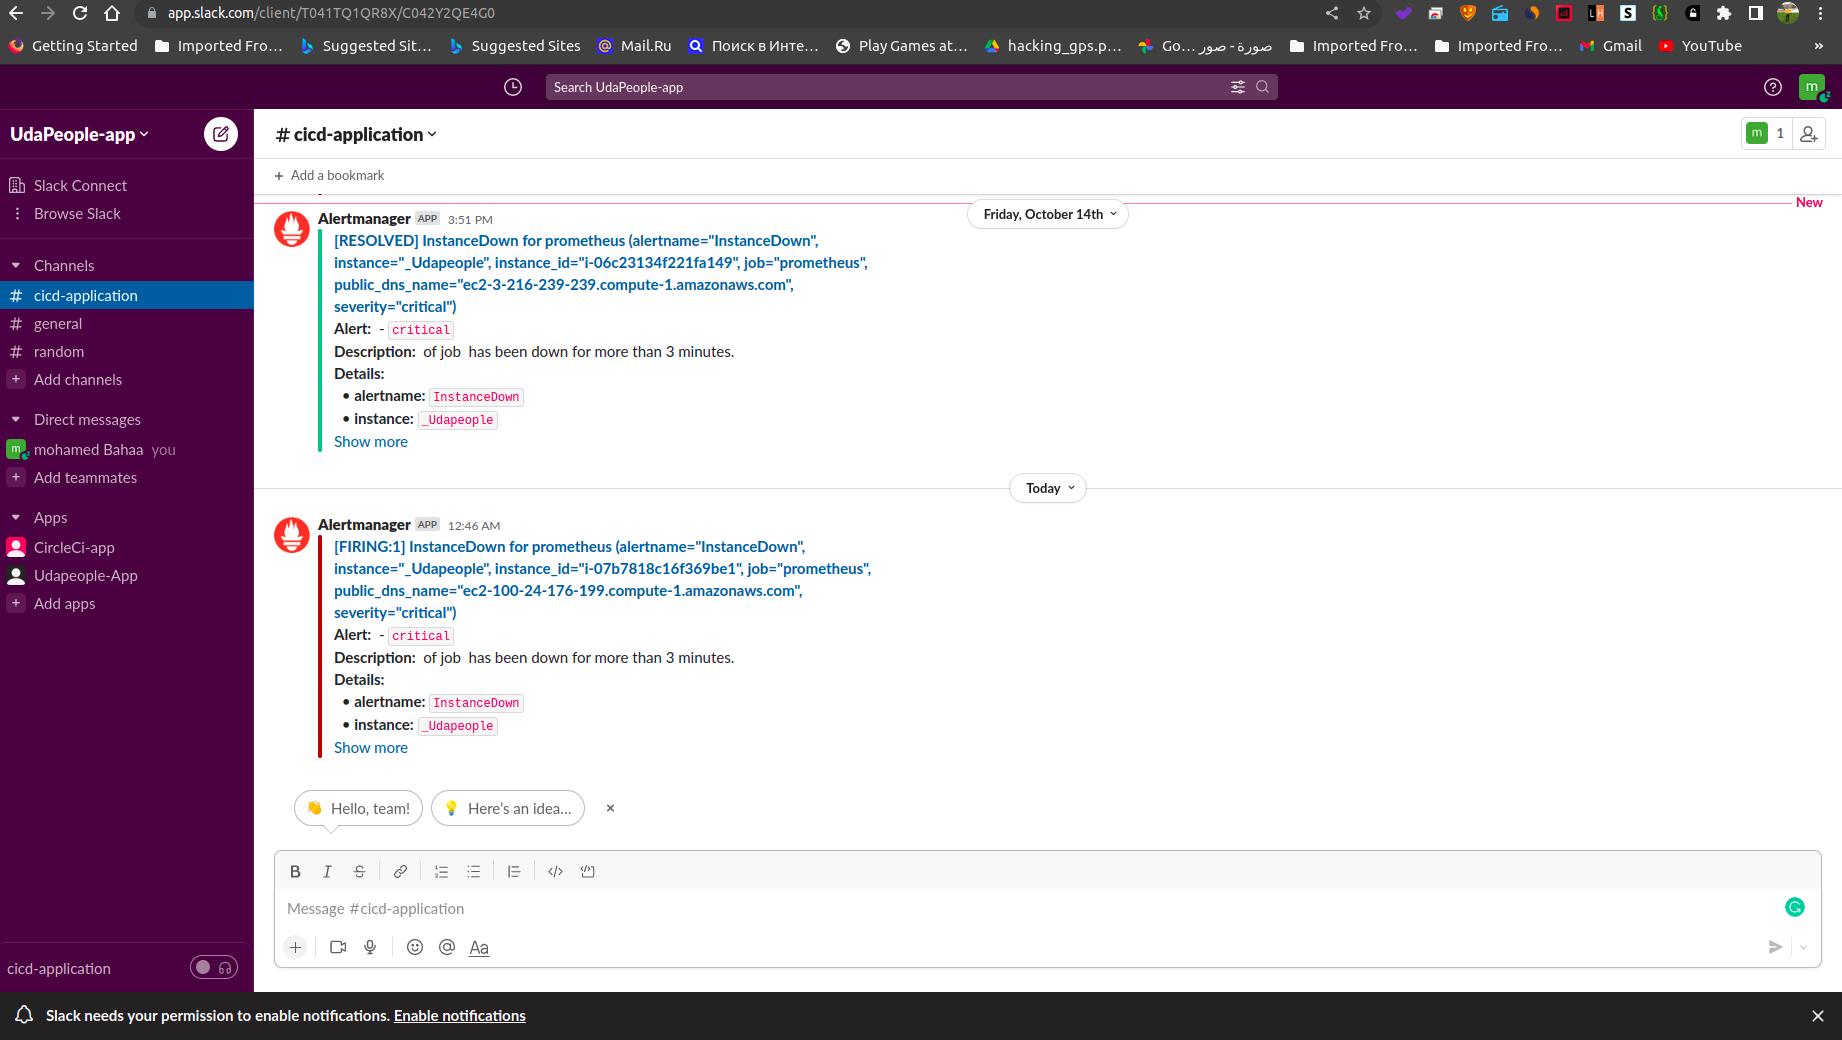 app.slack.com/client/T041TQ1QR8X/C042Y2QE4G0
Getting Started
Imported Fro...
Suggested Sit...
Suggested Sites
Mail.Ru
Поиск в Инте...
Play Games at...
hacking_gps.p...
Go... صورة - صور
Imported Fro...
Imported Fro...
Gmail
YouTube
»
Search UdaPeople-app
m
UdaPeople-app
Slack Connect
Browse Slack
Channels
# cicd-application
# general
# random
+ Add channels
Direct messages
m mohamed Bahaa you
+ Add teammates
Apps
CircleCi-app
Udapeople-App
+ Add apps
cicd-application
# cicd-application
m 1
+ Add a bookmark
Friday, October 14th
New
Alertmanager APP 3:51 PM
[RESOLVED] InstanceDown for prometheus (alertname="InstanceDown",
instance="_Udapeople", instance_id="i-06c23134f221fa149", job="prometheus",
public_dns_name="ec2-3-216-239-239.compute-1.amazonaws.com",
severity="critical")
Alert: - critical
Description: of job has been down for more than 3 minutes.
Details:
• alertname: InstanceDown
• instance: _Udapeople
Show more
Today
Alertmanager APP 12:46 AM
[FIRING:1] InstanceDown for prometheus (alertname="InstanceDown",
instance="_Udapeople", instance_id="i-07b7818c16f369be1", job="prometheus",
public_dns_name="ec2-100-24-176-199.compute-1.amazonaws.com",
severity="critical")
Alert: - critical
Description: of job has been down for more than 3 minutes.
Details:
• alertname: InstanceDown
• instance: _Udapeople
Show more
👋 Hello, team!
💡 Here's an idea...
B I S
Message #cicd-application
Aa
Slack needs your permission to enable notifications. Enable notifications